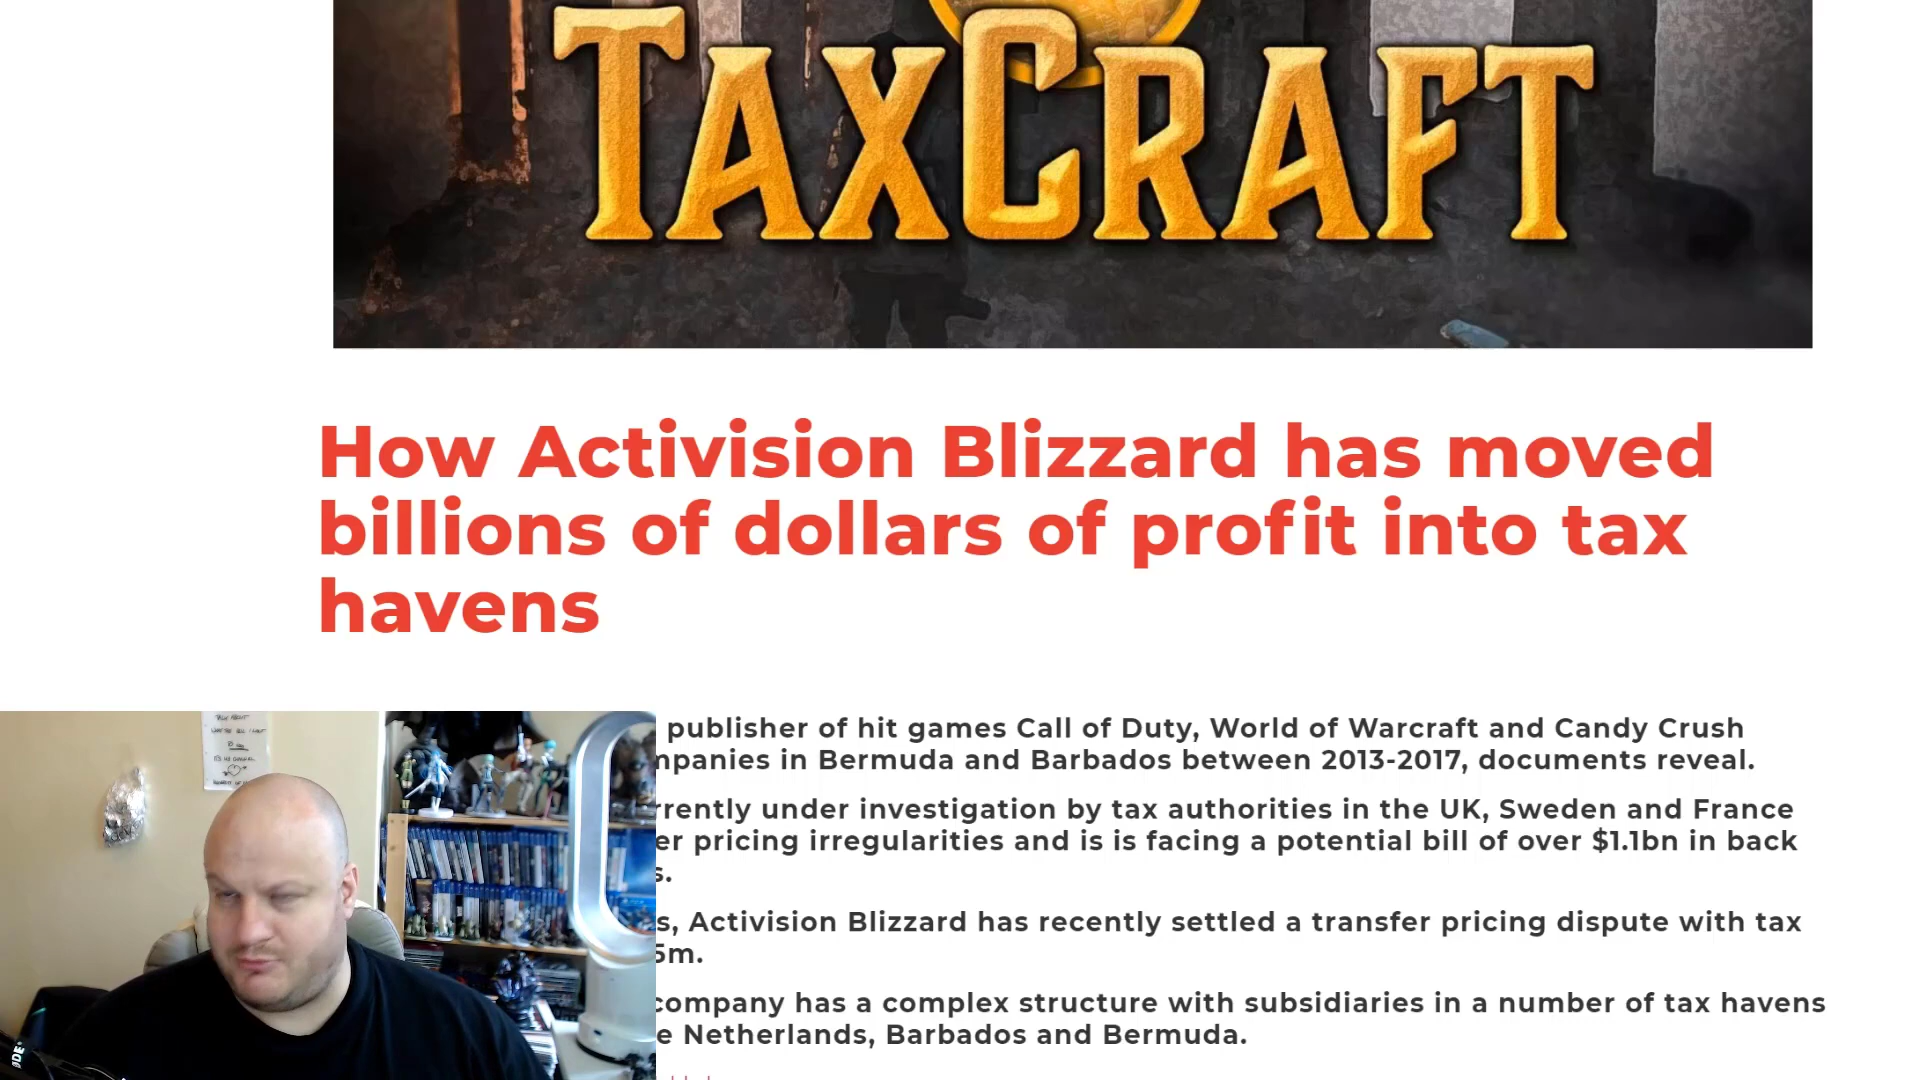 TAXCRAFT
How Activision Blizzard has moved
billions of dollars of profit into tax
havens
publisher of hit games Call of Duty, World of Warcraft and Candy Crush
mpanies in Bermuda and Barbados between 2013-2017, documents reveal.
rrently under investigation by tax authorities in the UK, Sweden and France
er pricing irregularities and is is facing a potential bill of over $1.1bn in back
s.
s, Activision Blizzard has recently settled a transfer pricing dispute with tax
5m.
company has a complex structure with subsidiaries in a number of tax havens
e Netherlands, Barbados and Bermuda.